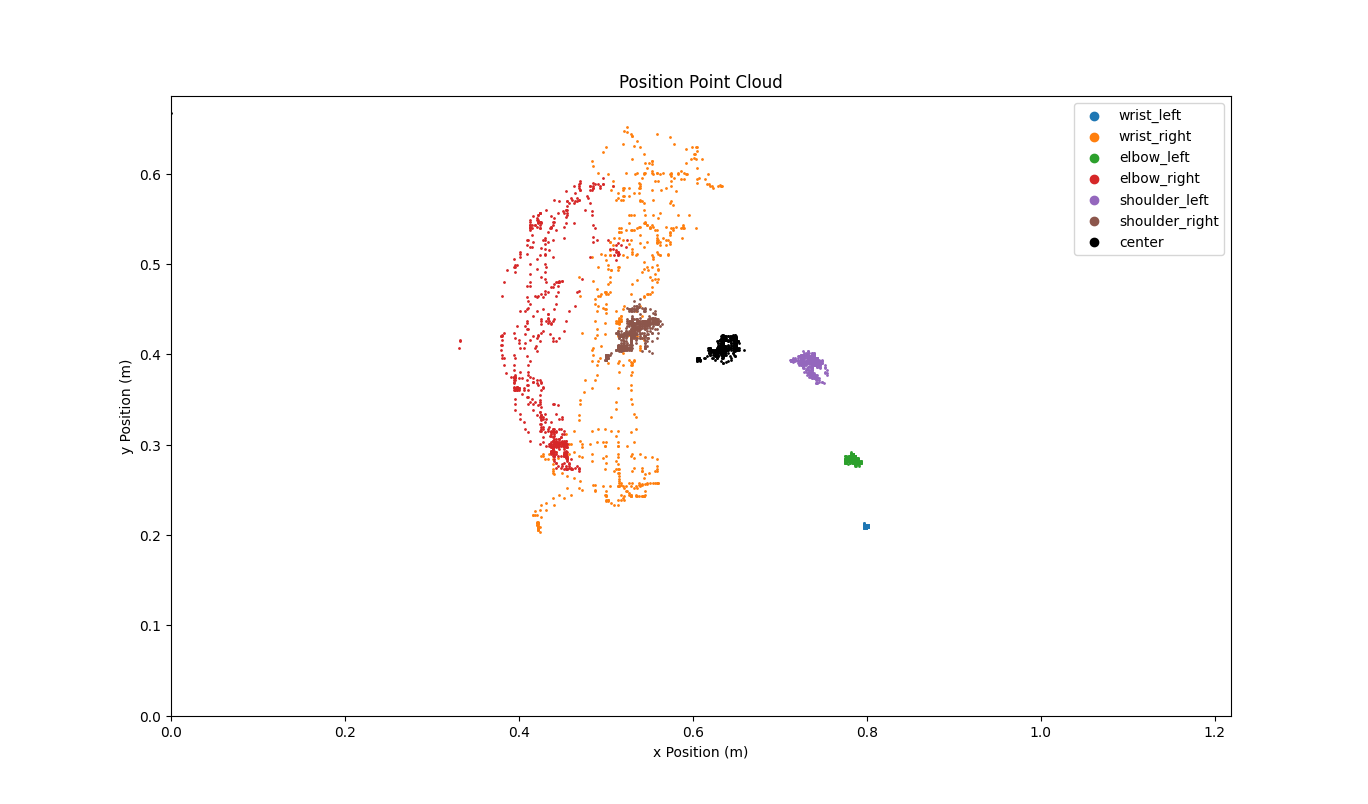 Position Point Cloud
wrist_left
wrist_right
elbow_left
elbow_right
shoulder_left
shoulder_right
center
y Position (m)
0.6
0.5
0.4
0.3
0.2
0.1
0.0
0.0 0.2 0.4 0.6 0.8 1.0 1.2
x Position (m)